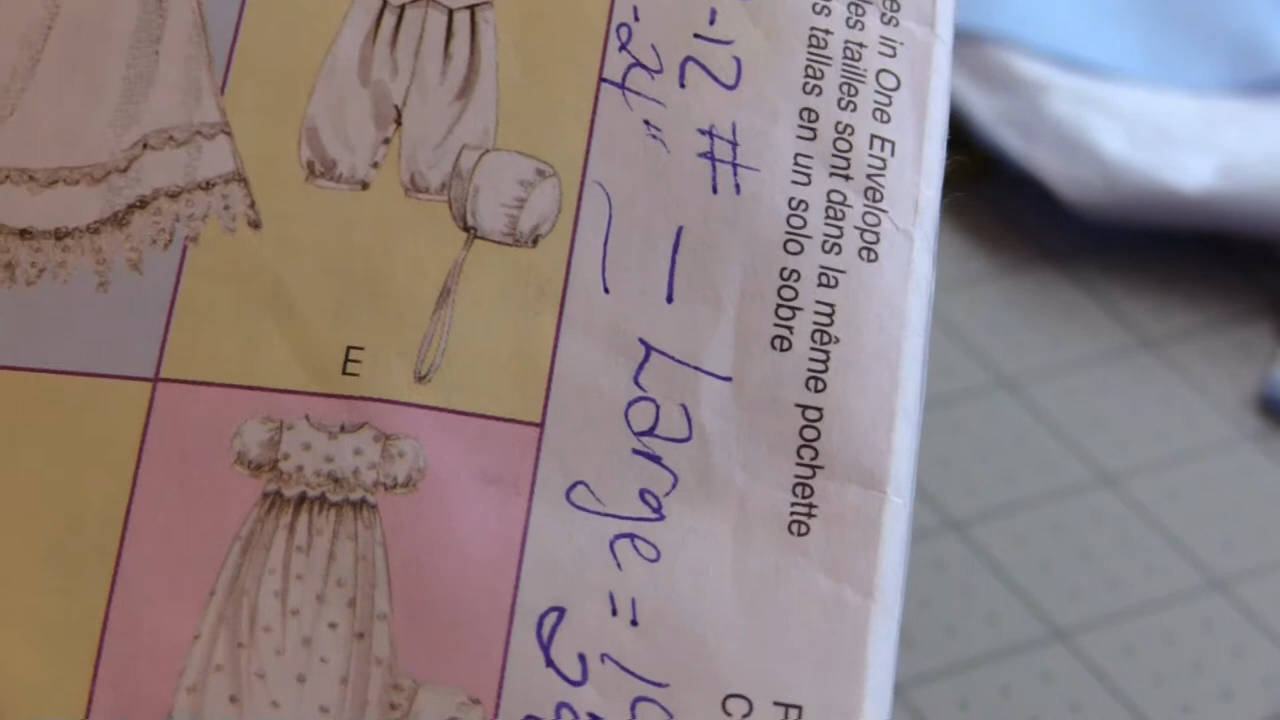 es in One Envelope
es tailles sont dans la même pochette
s tallas en un solo sobre
-12 # — Large =
-24"
E